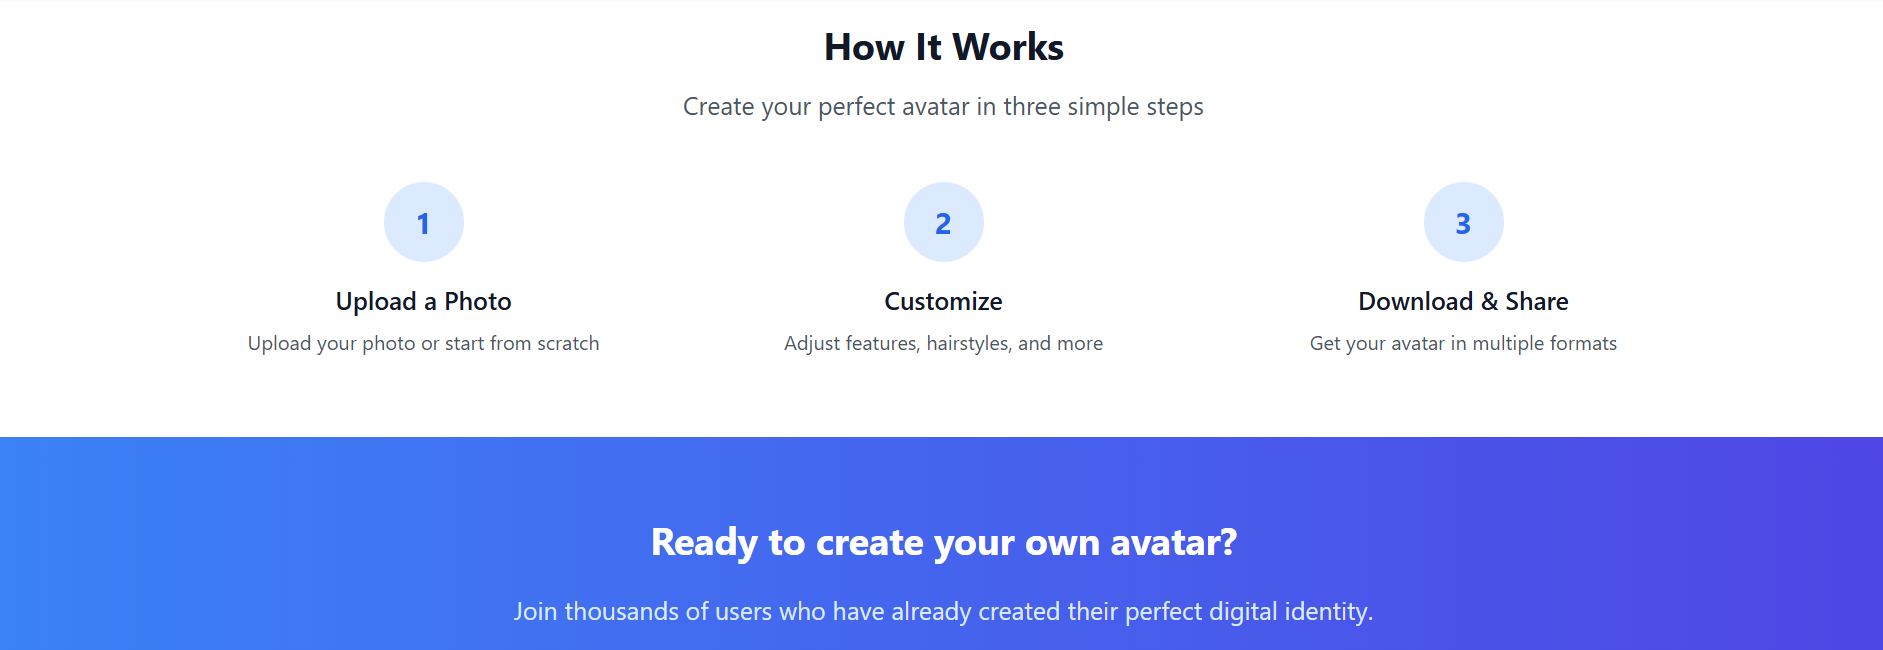 How It Works
Create your perfect avatar in three simple steps
1
2
3
Upload a Photo
Customize
Download & Share
Upload your photo or start from scratch
Adjust features, hairstyles, and more
Get your avatar in multiple formats
Ready to create your own avatar?
Join thousands of users who have already created their perfect digital identity.